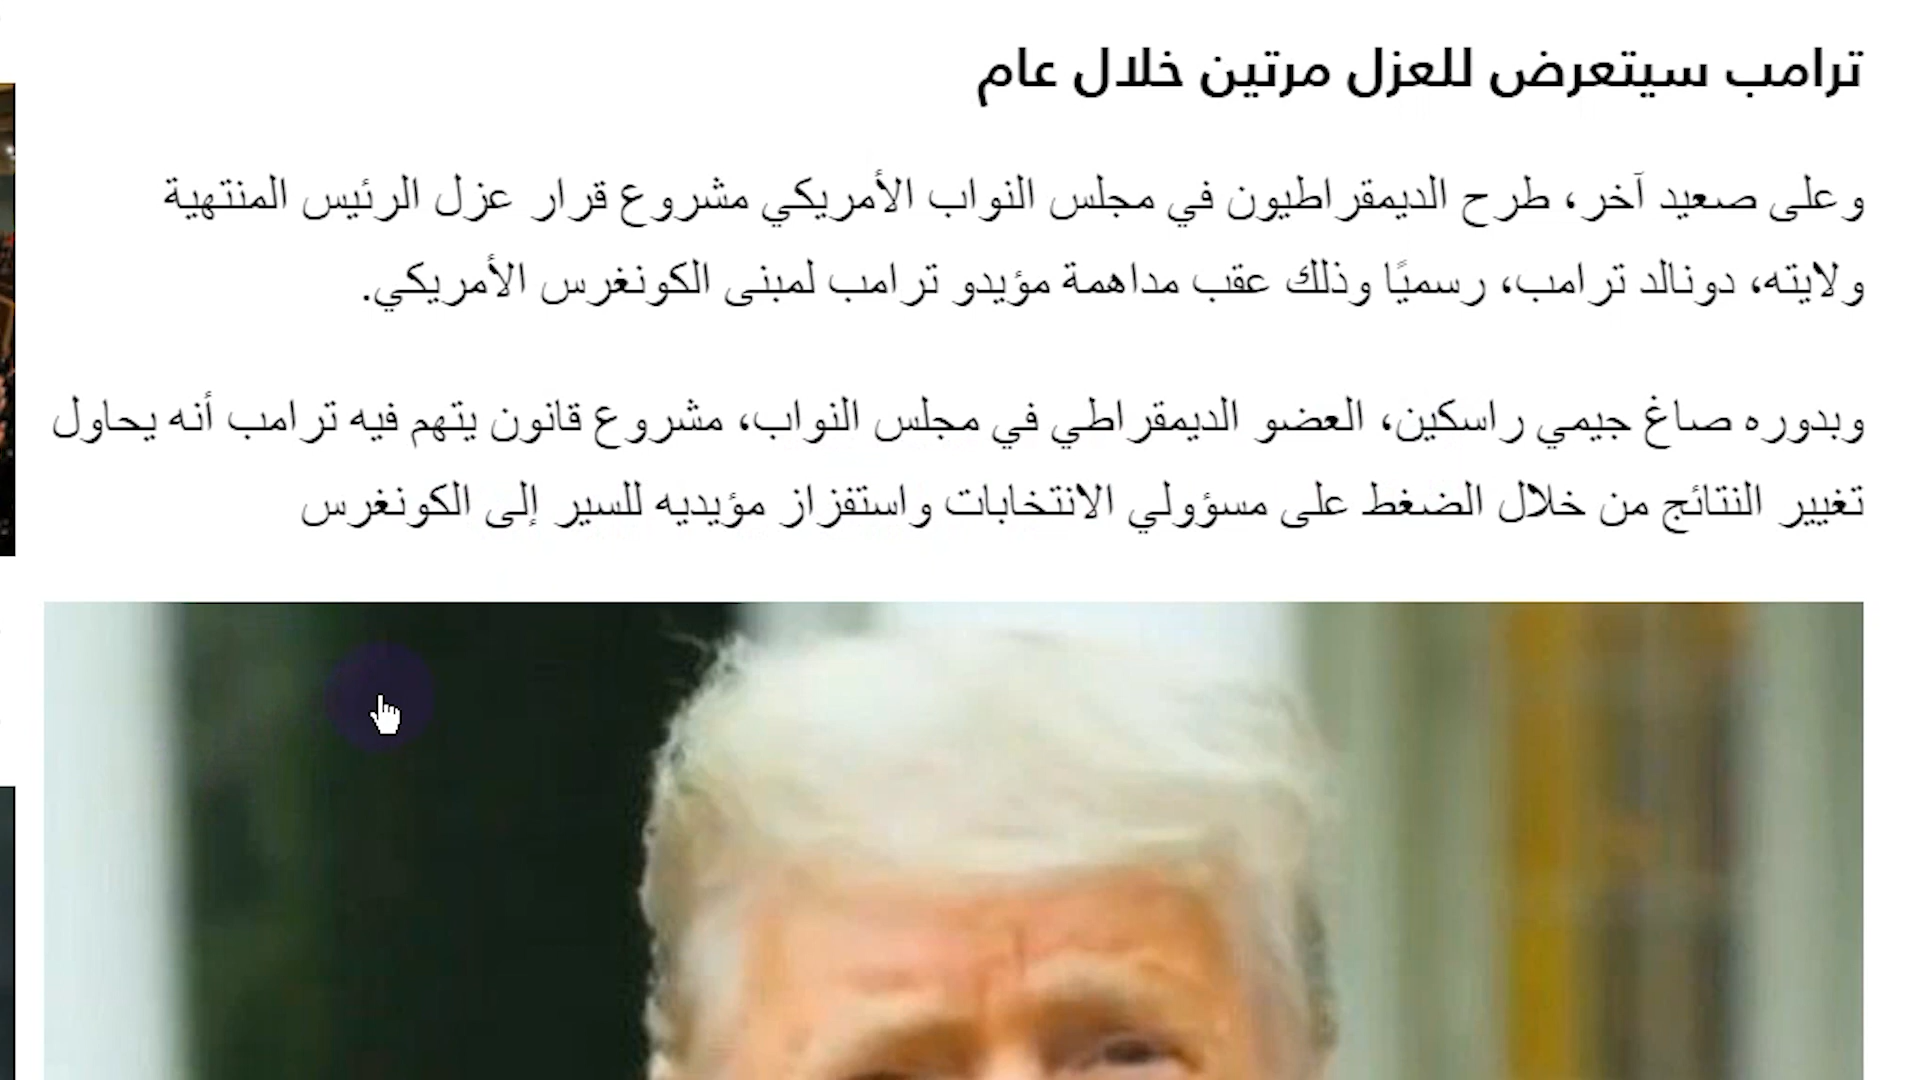 ترامب سيتعرض للعزل مرتين خلال عام
وعلى صعيد آخر، طرح الديمقراطيون في مجلس النواب الأمريكي مشروع قرار عزل الرئيس المنتهية
ولايته، دونالد ترامب، رسميًا وذلك عقب مداهمة مؤيدو ترامب لمبنى الكونغرس الأمريكي.
وبدوره صاغ جيمي راسكين، العضو الديمقراطي في مجلس النواب، مشروع قانون يتهم فيه ترامب أنه يحاول
تغيير النتائج من خلال الضغط على مسؤولي الانتخابات واستفزاز مؤيديه للسير إلى الكونغرس